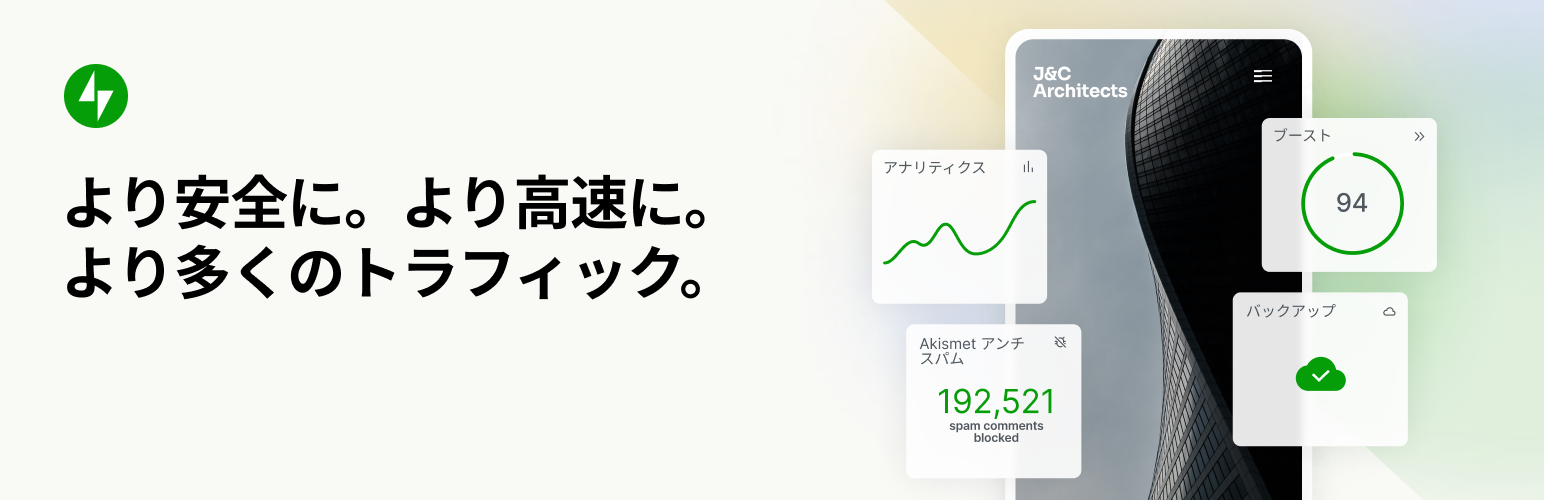 より安全に。より高速に。
より多くのトラフィック。
J&C
Architects
アナリティクス
ブースト
94
Akismet アンチ
スパム
192,521
spam comments
blocked
バックアップ